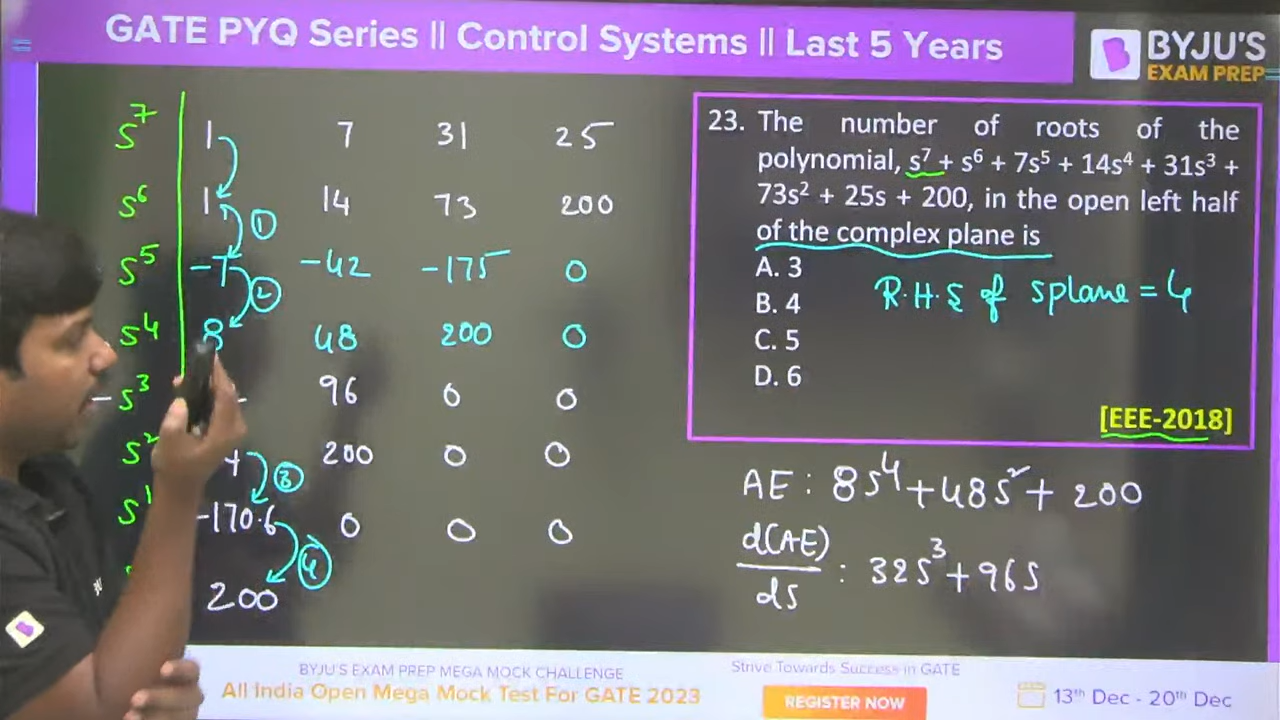 GATE PYQ Series || Control Systems || Last 5 Years
BYJU'S
EXAM PREP
s⁷ 1 7 31 25
s⁶ 1 14 73 200
①
s⁵ -7 -42 -175 0
②
s⁴ 8 48 200 0
s³ 96 0 0
s² 200 0 0
③
s¹ -170.6 0 0 0
④
200
23. The number of roots of the
polynomial, s⁷ + s⁶ + 7s⁵ + 14s⁴ + 31s³ +
73s² + 25s + 200, in the open left half
of the complex plane is
A. 3
B. 4
C. 5
D. 6
R.H.S of splane = 4
[EEE-2018]
AE : 8s⁴ + 48s² + 200
d(AE)
ds
: 32s³ + 96s
BYJU'S EXAM PREP MEGA MOCK CHALLENGE
All India Open Mega Mock Test For GATE 2023
Strive Towards Success in GATE
REGISTER NOW
13th Dec - 20th Dec